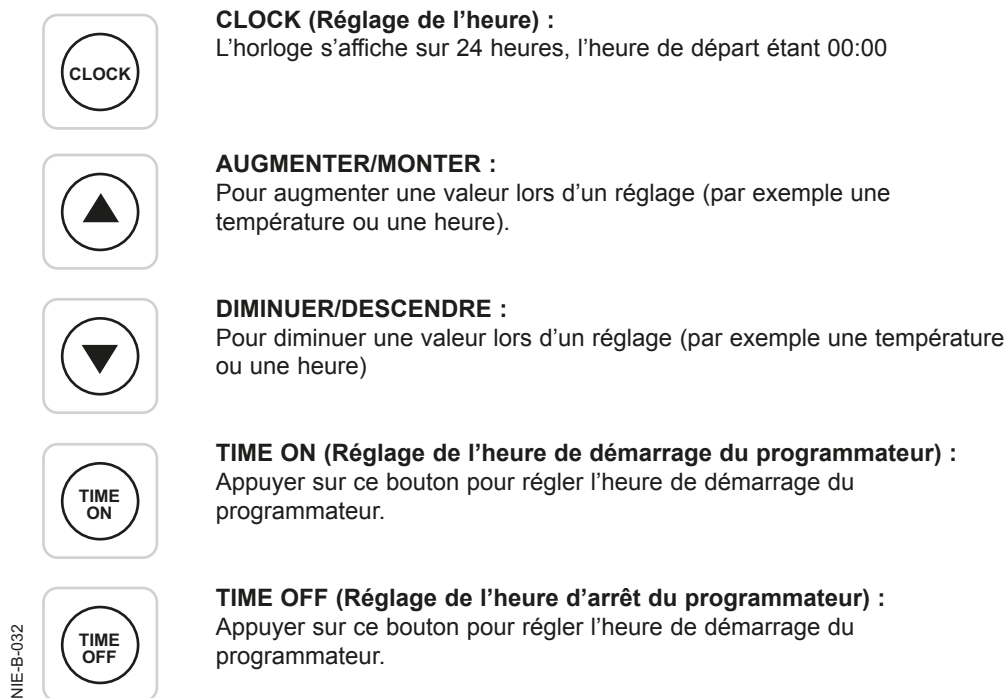 CLOCK
CLOCK (Réglage de l’heure) :
L’horloge s’affiche sur 24 heures, l’heure de départ étant 00:00
AUGMENTER/MONTER :
Pour augmenter une valeur lors d’un réglage (par exemple une
température ou une heure).
DIMINUER/DESCENDRE :
Pour diminuer une valeur lors d’un réglage (par exemple une température
ou une heure)
TIME
ON
TIME ON (Réglage de l’heure de démarrage du programmateur) :
Appuyer sur ce bouton pour régler l’heure de démarrage du
programmateur.
TIME
OFF
TIME OFF (Réglage de l’heure d’arrêt du programmateur) :
Appuyer sur ce bouton pour régler l’heure de démarrage du
programmateur.
NIE-B-032